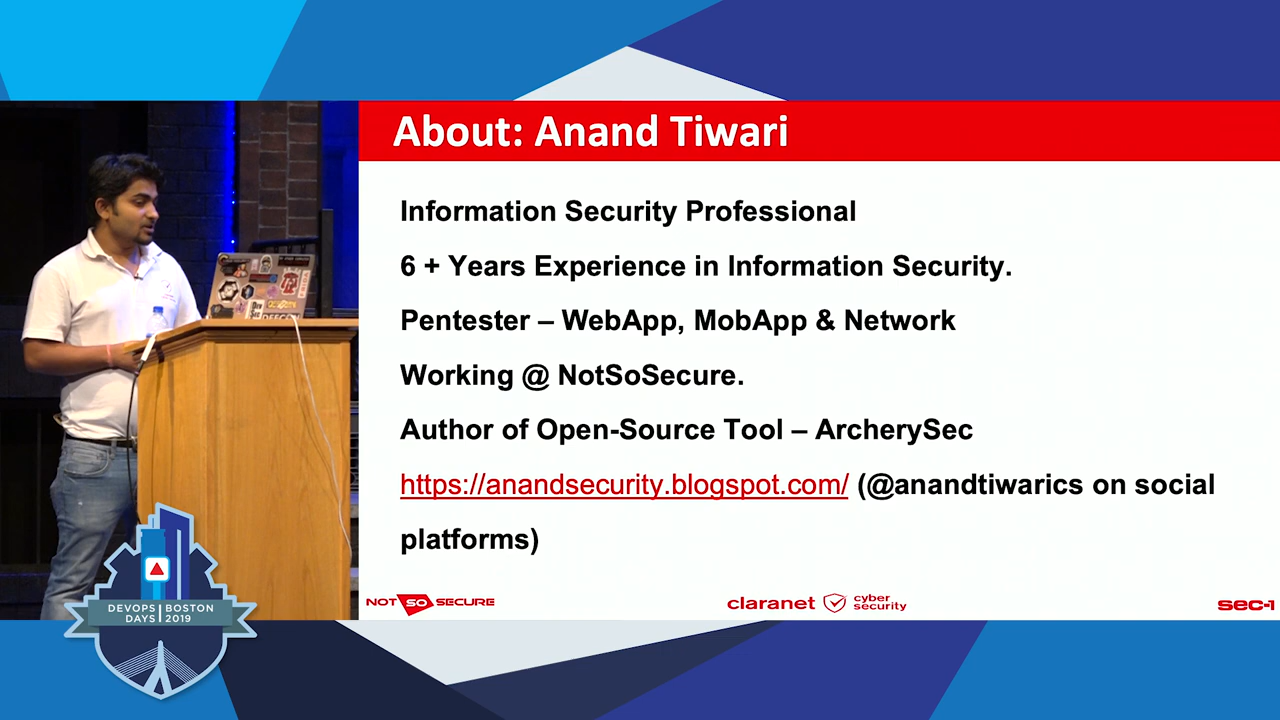 About: Anand Tiwari
Information Security Professional
6 + Years Experience in Information Security.
Pentester – WebApp, MobApp & Network
Working @ NotSoSecure.
Author of Open-Source Tool – ArcherySec
https://anandsecurity.blogspot.com/ (@anandtiwarics on social
platforms)
NOT SO SECURE
claranet cyber
security
sec-1
DEVOPS BOSTON
DAYS 2019
DEFCON